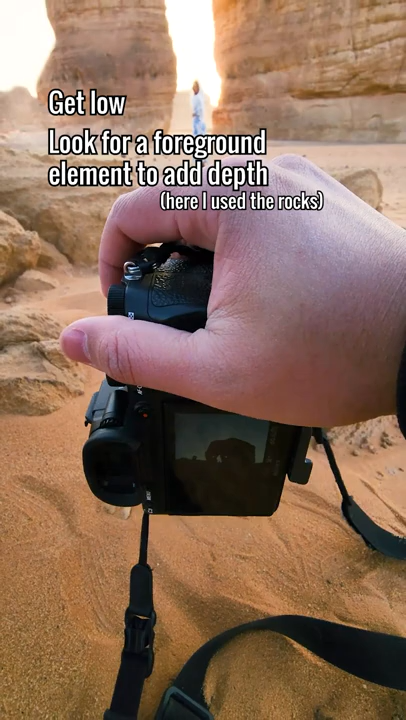 Get low
Look for a foreground
element to add depth
(here I used the rocks)